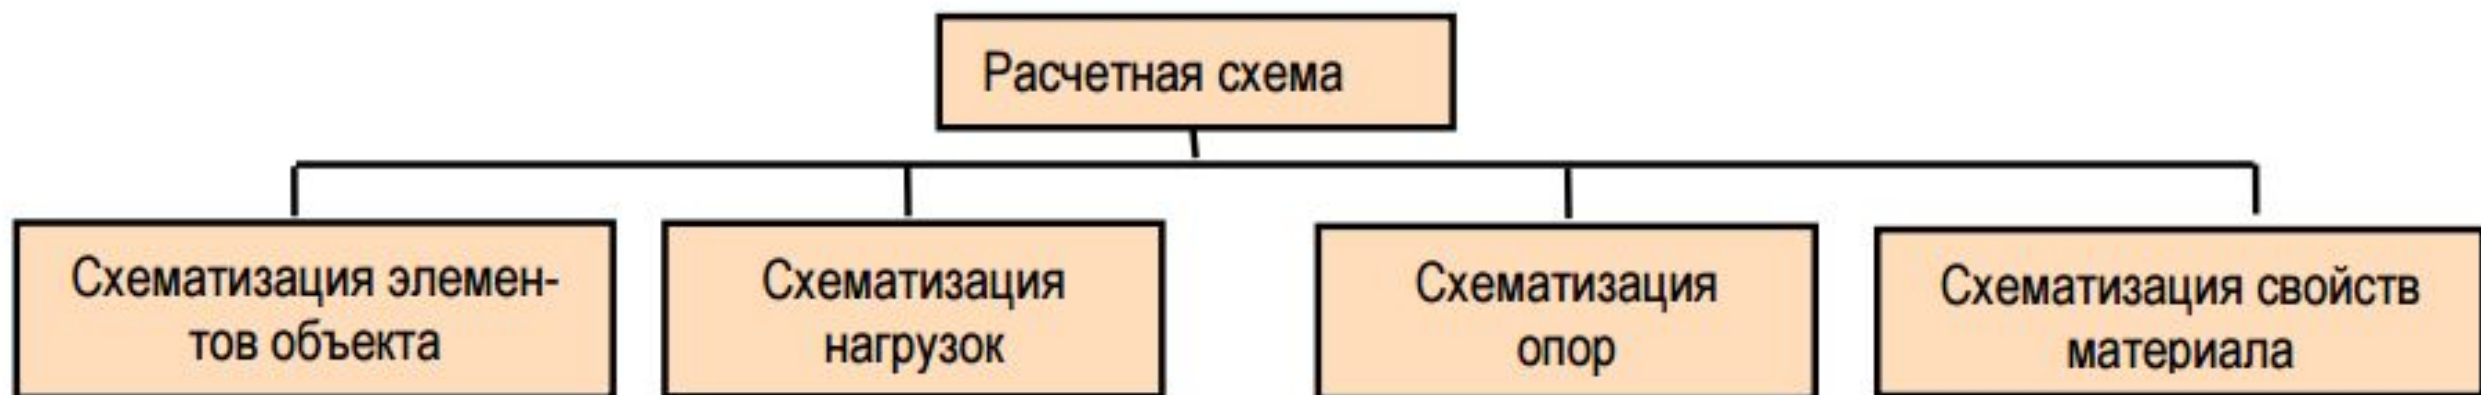 Расчетная схема
Схематизация элемен-
тов объекта
Схематизация
нагрузок
Схематизация
опор
Схематизация свойств
материала